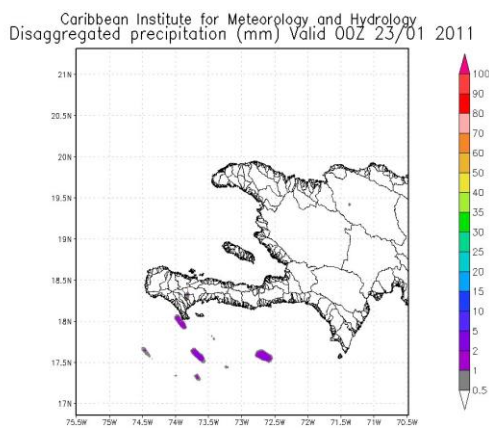 Caribbean Institute for Meteorology and Hydrology
Disaggregated precipitation (mm) Valid 00Z 23/01 2011
21N
20.5N
20N
19.5N
19N
18.5N
18N
17.5N
17N
75.5W 75W 74.5W 74W 73.5W 73W 72.5W 72W 71.5W 71W 70.5W
100
90
80
70
60
50
40
35
30
25
20
15
10
5
2
1
0.5